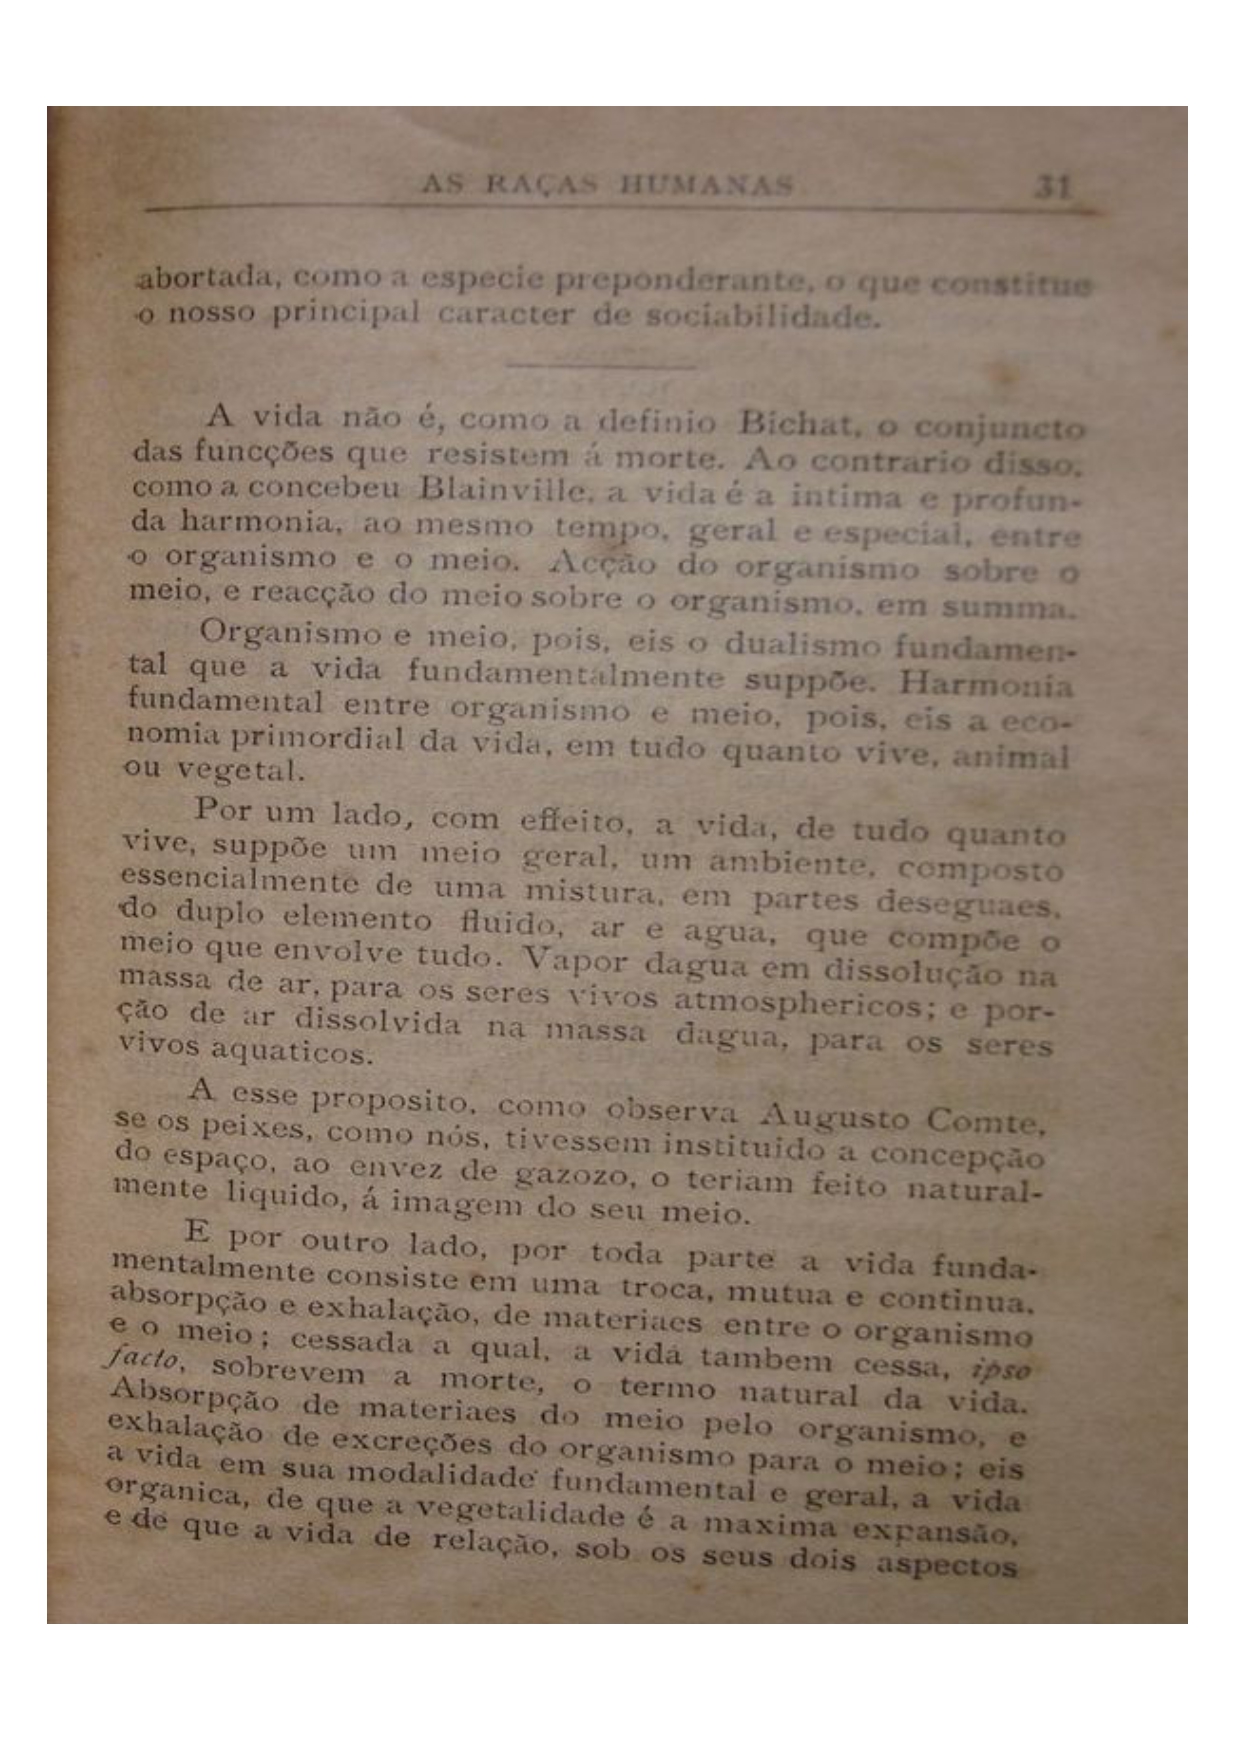 AS RAÇAS HUMANAS 31
abortada, como a especie preponderante, o que constitue
o nosso principal caracter de sociabilidade.
A vida não é, como a definio Bichat, o conjuncto
das funcções que resistem á morte. Ao contrario disso,
como a concebeu Blainville, a vida é a intima e profun-
da harmonia, ao mesmo tempo, geral e especial, entre
o organismo e o meio. Acção do organismo sobre o
meio, e reacção do meio sobre o organismo, em summa.
Organismo e meio, pois, eis o dualismo fundamen-
tal que a vida fundamentalmente suppõe. Harmonia
fundamental entre organismo e meio, pois, eis a eco-
nomia primordial da vida, em tudo quanto vive, animal
ou vegetal.
Por um lado, com effeito, a vida, de tudo quanto
vive, suppõe um meio geral, um ambiente, composto
essencialmente de uma mistura, em partes deseguaes,
do duplo elemento fluido, ar e agua, que compõe o
meio que envolve tudo. Vapor dagua em dissolução na
massa de ar, para os seres vivos atmosphericos; e por-
ção de ar dissolvida na massa dagua, para os seres
vivos aquaticos.
A esse proposito, como observa Augusto Comte,
se os peixes, como nós, tivessem instituido a concepção
do espaço, ao envez de gazozo, o teriam feito natural-
mente liquido, á imagem do seu meio.
E por outro lado, por toda parte a vida funda-
mentalmente consiste em uma troca, mutua e continua,
absorpção e exhalação, de materiaes entre o organismo
e o meio; cessada a qual, a vida tambem cessa, ipso
facto, sobrevem a morte, o termo natural da vida.
Absorpção de materiaes do meio pelo organismo, e
exhalação de excreções do organismo para o meio; eis
a vida em sua modalidade fundamental e geral, a vida
organica, de que a vegetalidade é a maxima expansão,
e de que a vida de relação, sob os seus dois aspectos